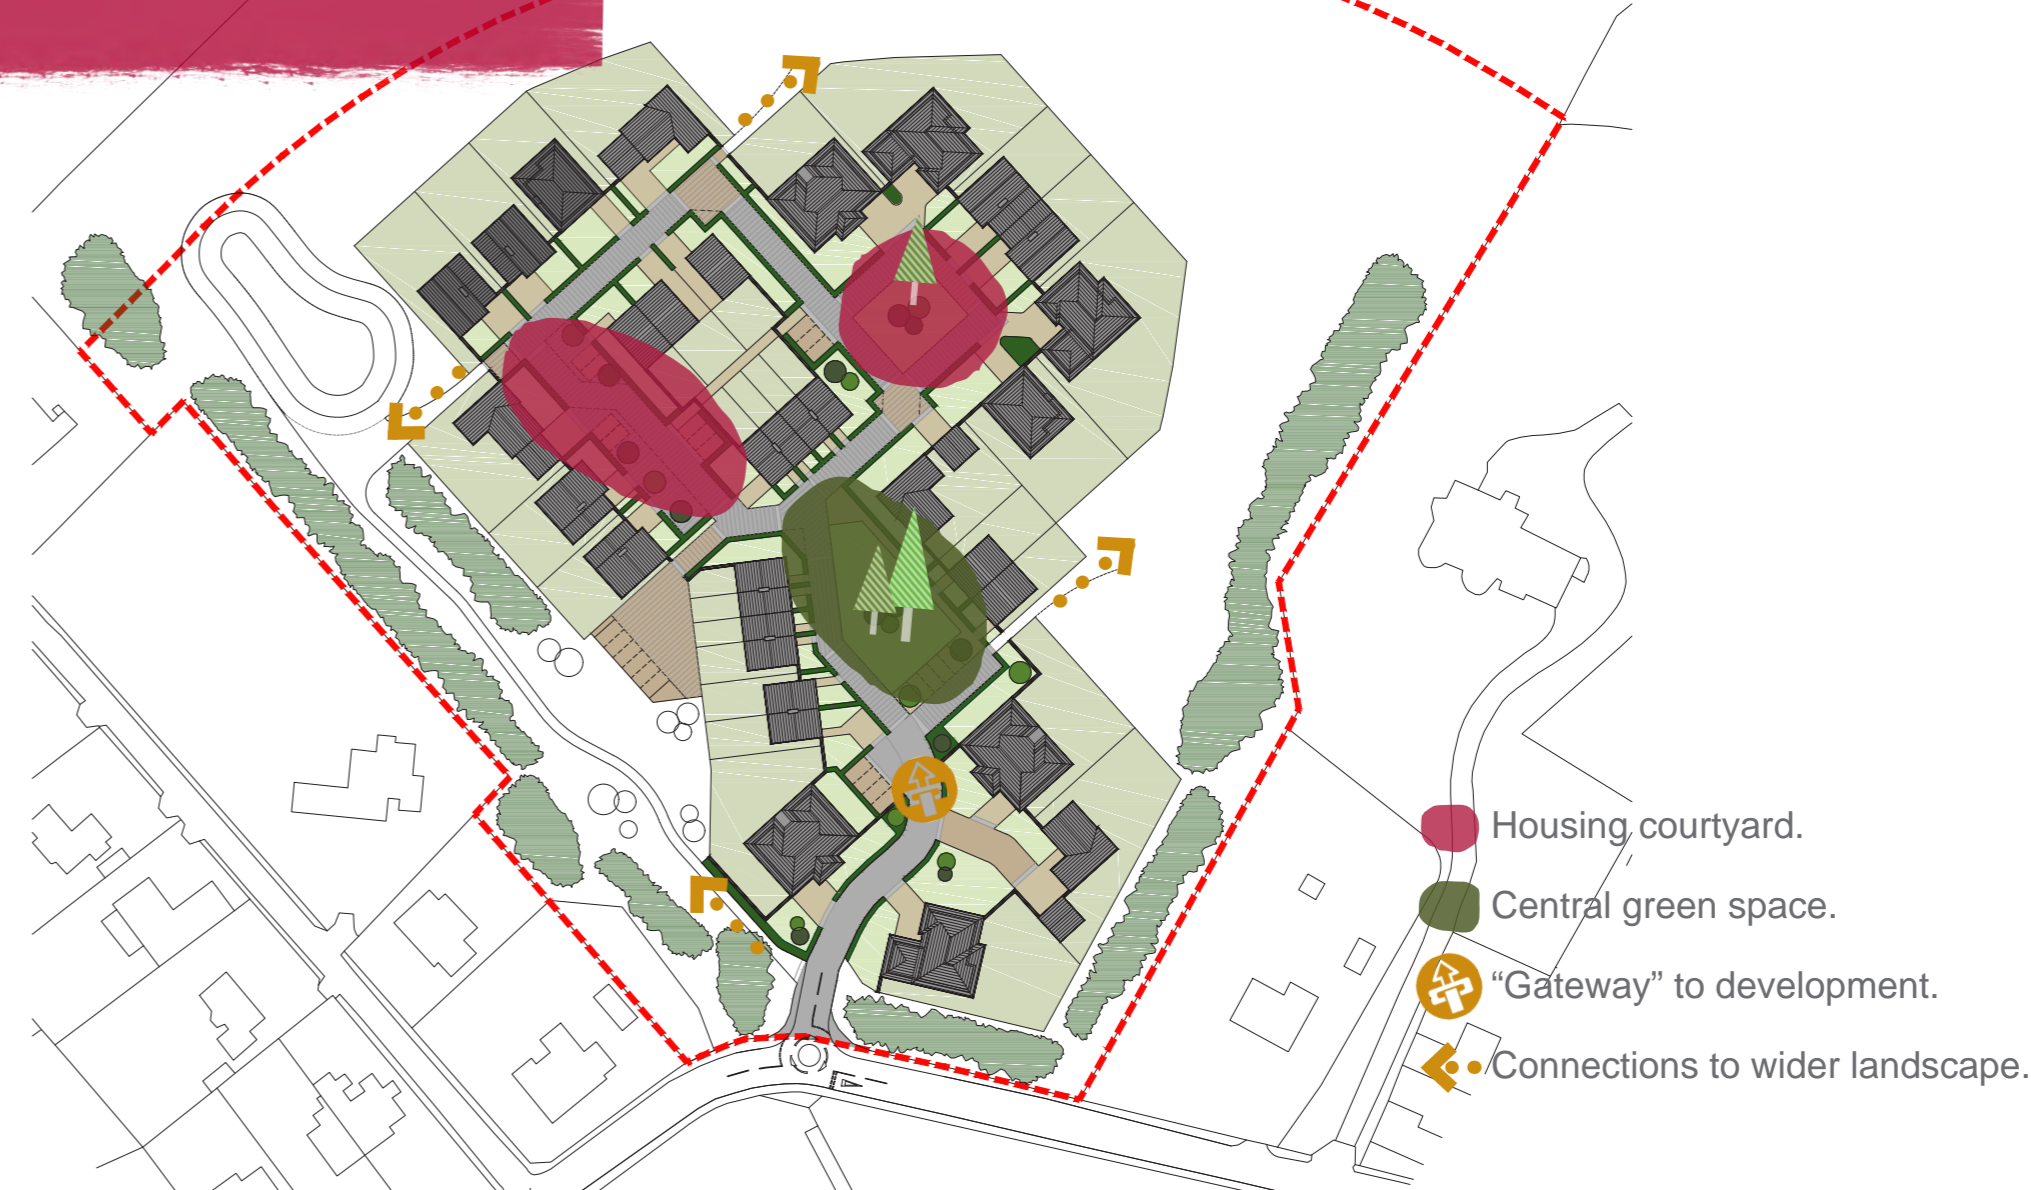 Housing courtyard.
Central green space.
“Gateway” to development.
Connections to wider landscape.